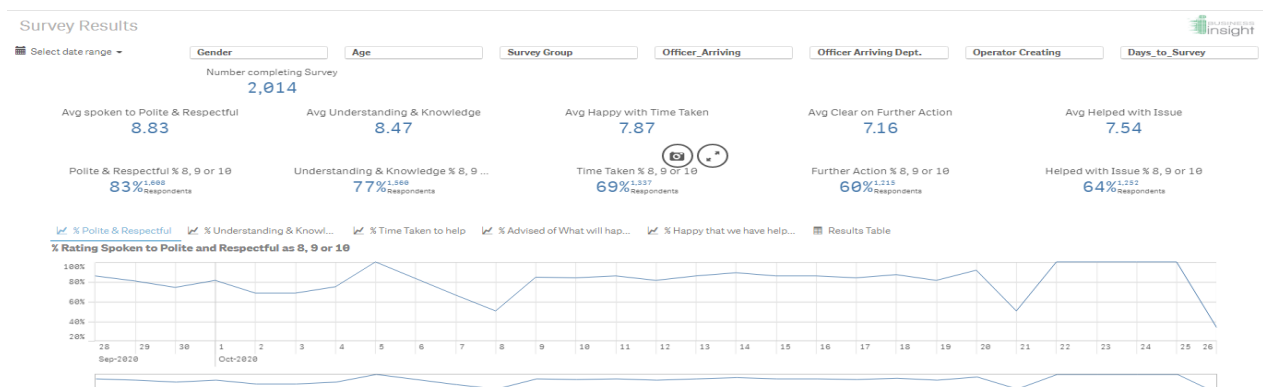 Survey Results
BUSINESS
insight
Select date range
Gender
Age
Survey Group
Officer_Arriving
Officer Arriving Dept.
Operator Creating
Days_to_Survey
Number completing Survey
2,014
Avg spoken to Polite & Respectful
Avg Understanding & Knowledge
Avg Happy with Time Taken
Avg Clear on Further Action
Avg Helped with Issue
8.83
8.47
7.87
7.16
7.54
Polite & Respectful % 8, 9 or 10
Understanding & Knowledge % 8, 9 ...
Time Taken % 8, 9 or 10
Further Action % 8, 9 or 10
Helped with Issue % 8, 9 or 10
83% Respondents
77% Respondents
69% 1,337 Respondents
60% 1,215 Respondents
64% 1,252 Respondents
% Polite & Respectful
% Understanding & Knowl...
% Time Taken to help
% Advised of What will hap...
% Happy that we have help...
Results Table
% Rating Spoken to Polite and Respectful as 8, 9 or 10
100%
80%
60%
40%
20%
28 29 30 1 2 3 4 5 6 7 8 9 10 11 12 13 14 15 16 17 18 19 20 21 22 23 24 25 26
Sep-2020 Oct-2020